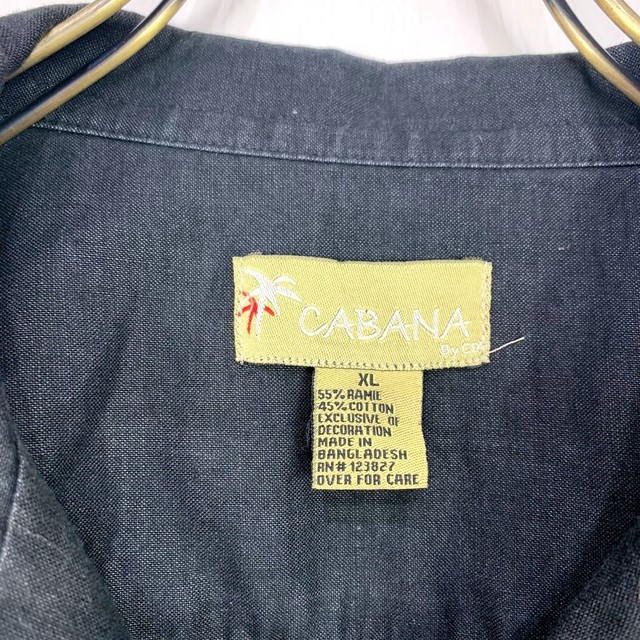 CABANA
By
XL
55% RAMIE
45% COTTON
EXCLUSIVE OF
DECORATION
MADE IN
BANGLADESH
RN# 123827
OVER FOR CARE